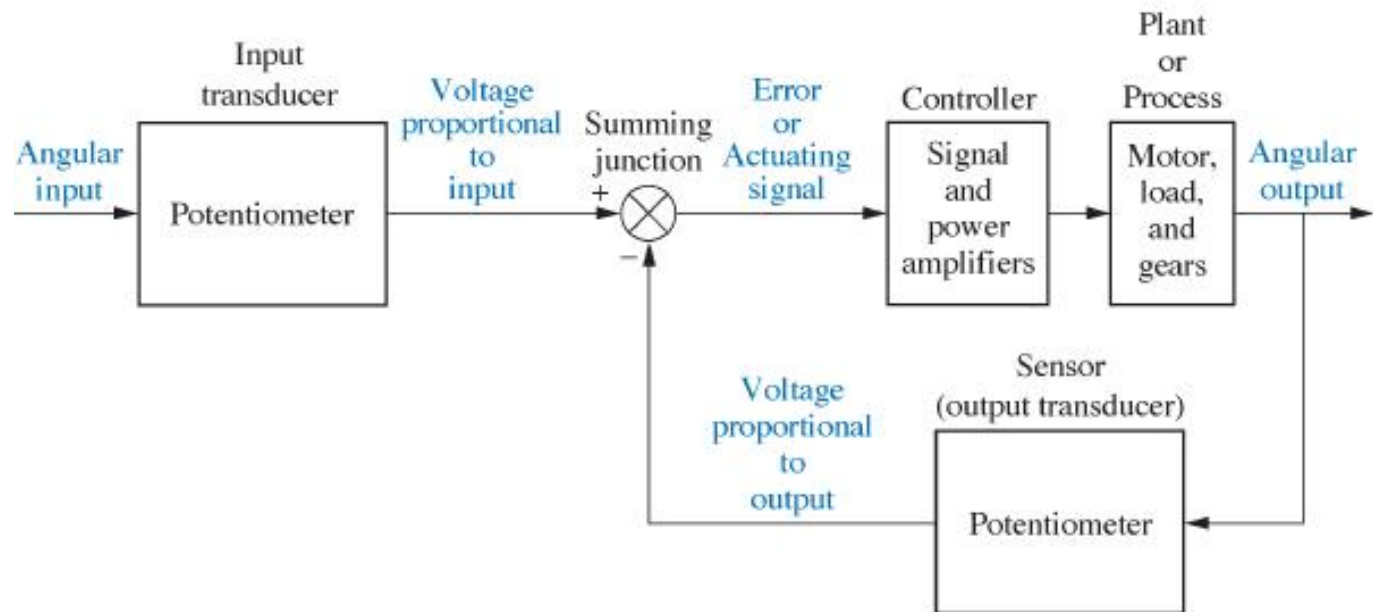 Input
transducer
Angular
input
Potentiometer
Voltage
proportional
to
input
Summing
junction
+
−
Error
or
Actuating
signal
Controller
Signal
and
power
amplifiers
Plant
or
Process
Motor,
load,
and
gears
Angular
output
Sensor
(output transducer)
Potentiometer
Voltage
proportional
to
output